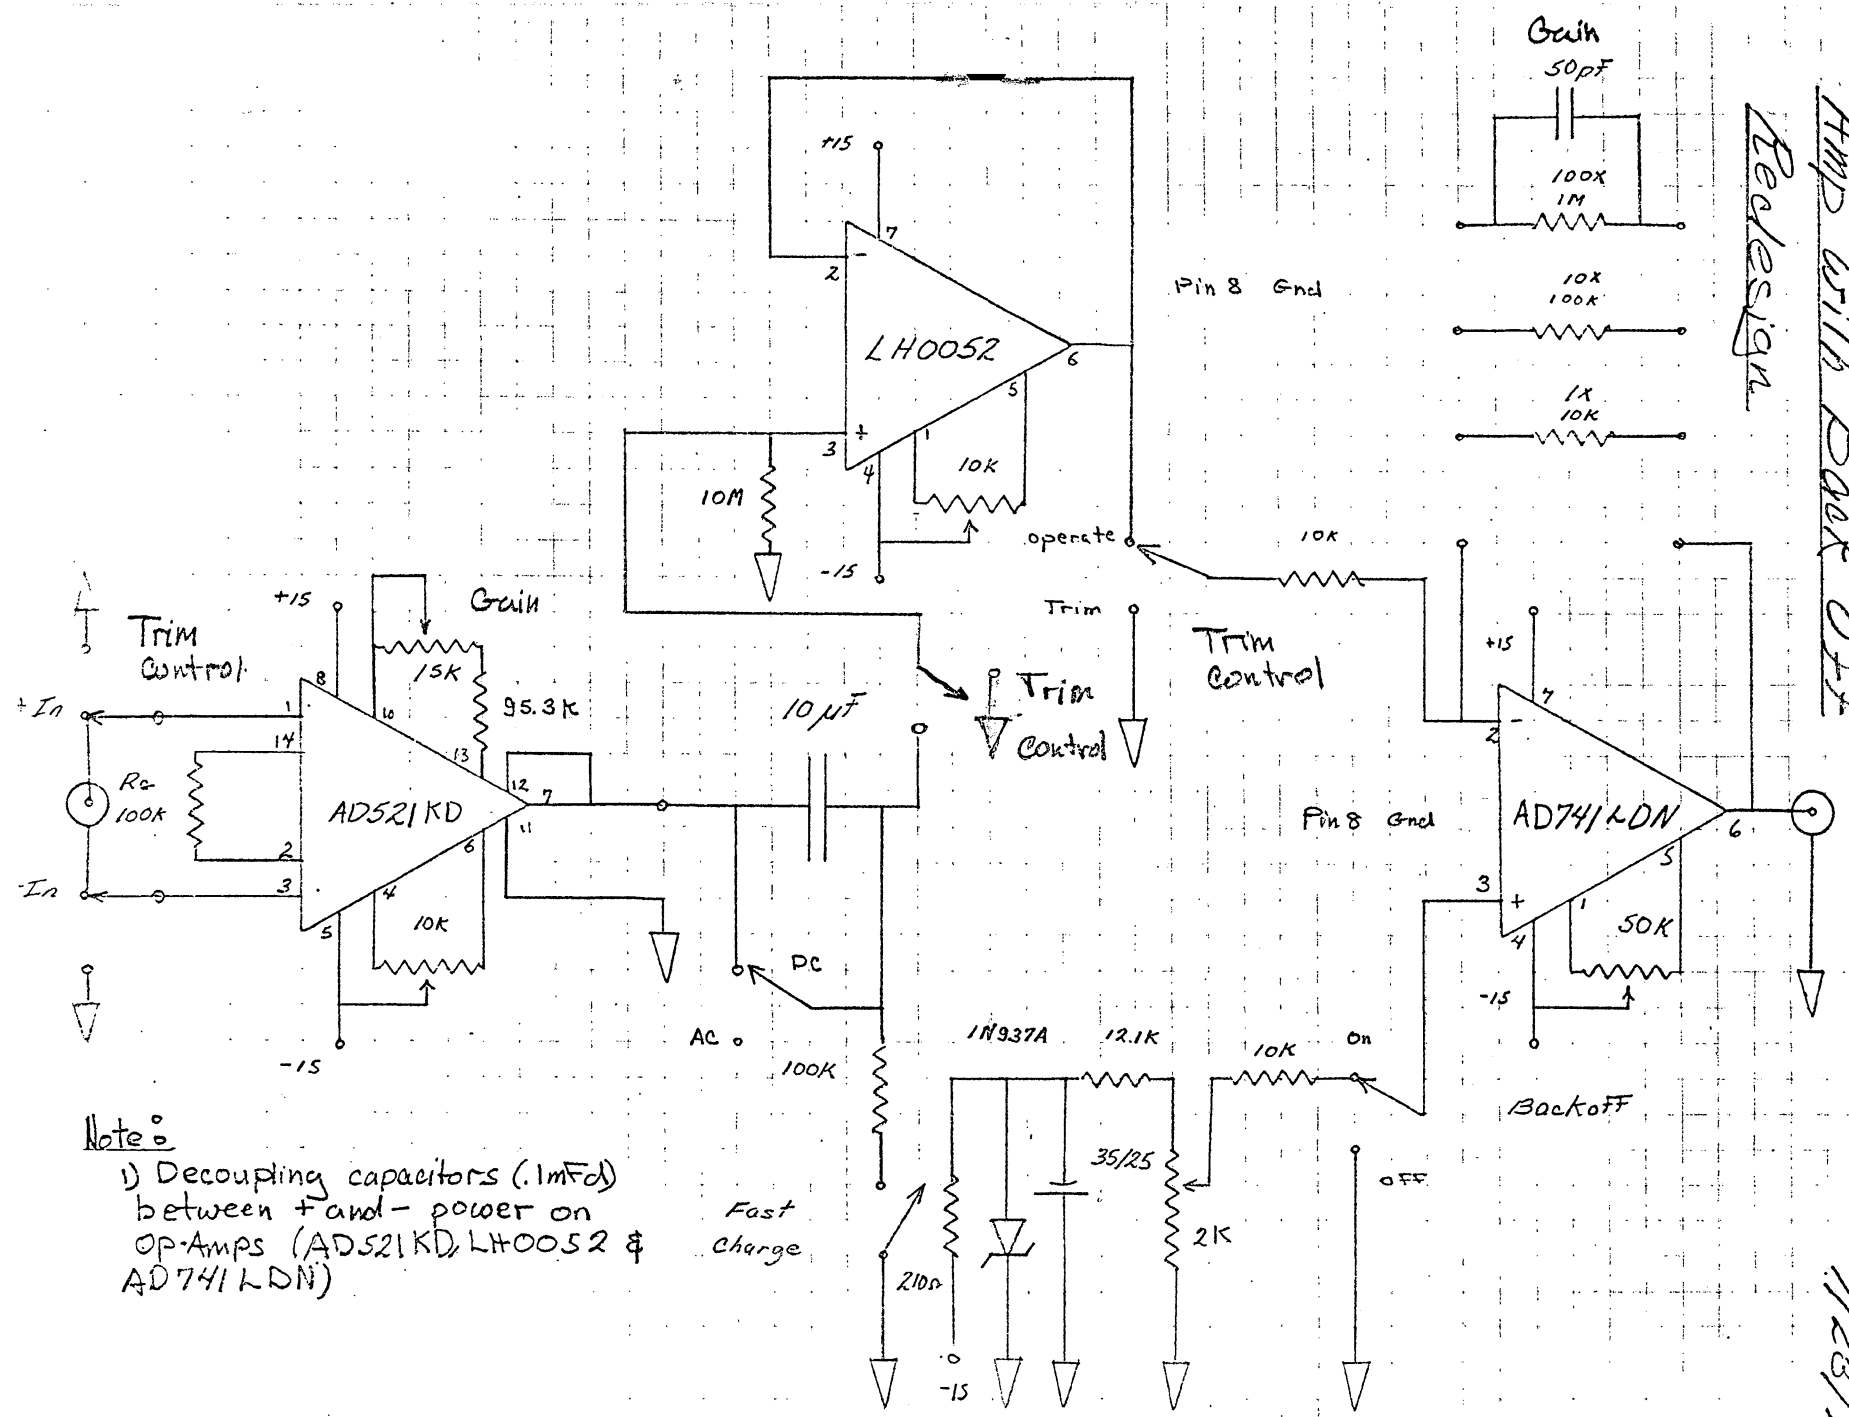 Amp with Back Off
Redesign
Gain
50pF
100X
1M
10X
100K
1X
10K
+15
7
-
2
LH0052
6
Pin 8 Gnd
5
+
3
1
4
10K
10M
-15
operate
10K
Trim
Trim
Control
Trim
Control
+15
7
-
2
Pin 8 Gnd
AD741LDN
6
5
3
+
1
4
50K
-15
Trim
Control
+15
Gain
15K
8
10
95.3K
+In
1
14
13
12
7
Rs
100K
AD521KD
11
6
2
-In
3
4
5
10K
-15
10µF
DC
AC
100K
1N937A
12.1K
10K
On
Backoff
35/25
OFF
Fast
Charge
2K
210Ω
-15
Note:
1) Decoupling capacitors (.1mFd)
between + and - power on
Op-Amps (AD521KD, LH0052 &
AD741LDN)